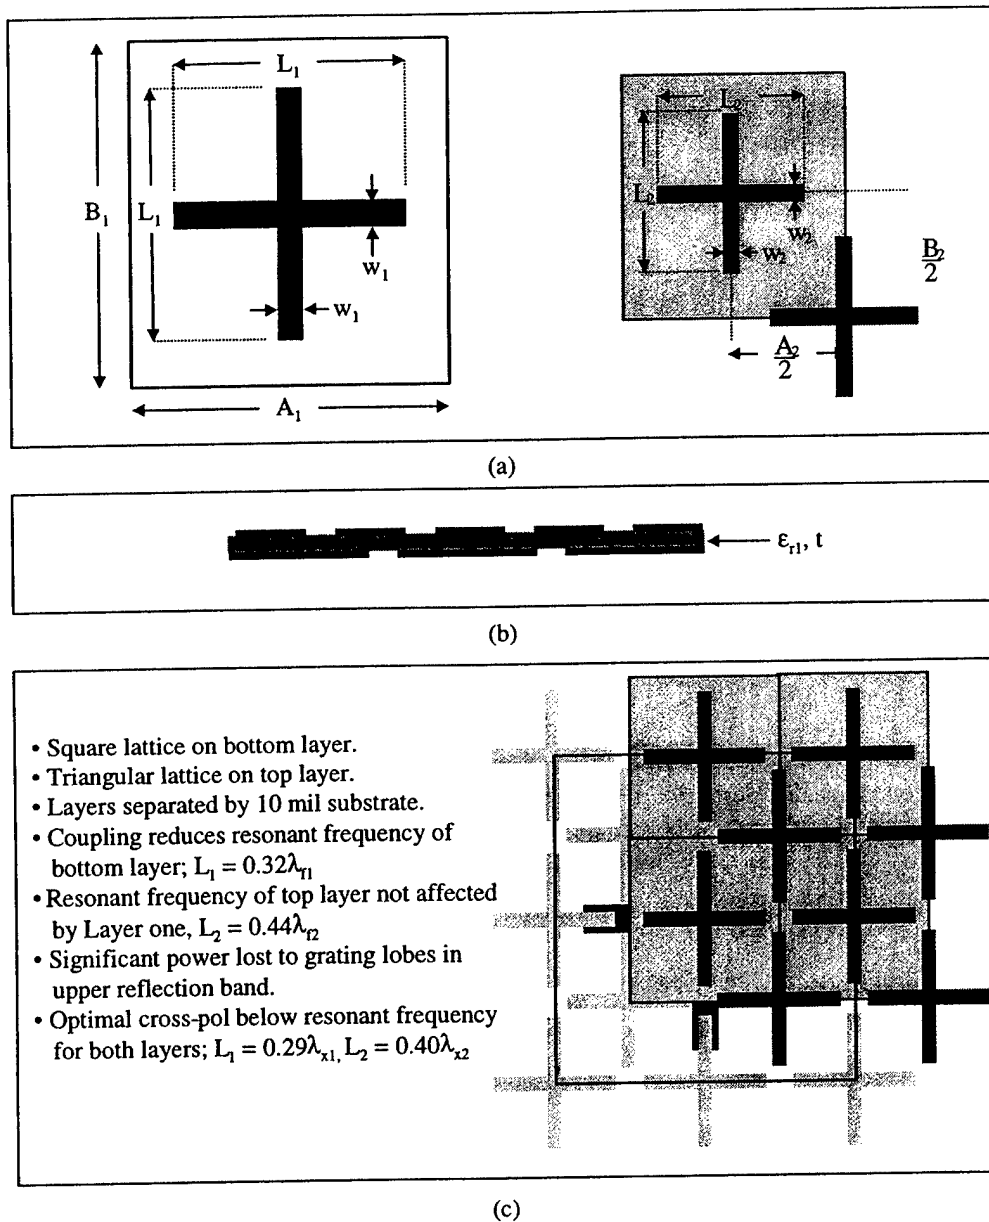 L₁
B₁
L₁
w₁
w₁
A₁
L₂
L₂
w₂
w₂
B₂
2
A₂
2
(a)
εr1, t
(b)
• Square lattice on bottom layer.
• Triangular lattice on top layer.
• Layers separated by 10 mil substrate.
• Coupling reduces resonant frequency of
bottom layer; L₁ = 0.32λr1
• Resonant frequency of top layer not affected
by Layer one, L₂ = 0.44λr2
• Significant power lost to grating lobes in
upper reflection band.
• Optimal cross-pol below resonant frequency
for both layers; L₁ = 0.29λx1, L₂ = 0.40λx2
(c)